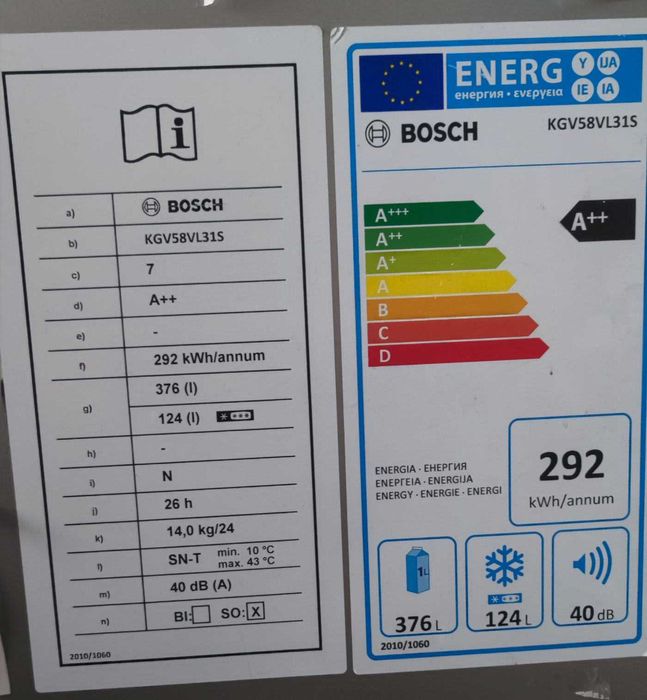 i
a) BOSCH
b) KGV58VL31S
c) 7
d) A++
e) -
f) 292 kWh/annum
g) 376 (l)
124 (l)
h) -
i) N
j) 26 h
k) 14,0 kg/24
l) SN-T min. 10 °C
max. 43 °C
m) 40 dB (A)
n) BI: SO: X
2010/1060
ENERG Y UA
енергия · ενεργεια IE IA
BOSCH KGV58VL31S
A+++
A++
A++
A+
A
B
C
D
ENERGIA · ЕНЕРГИЯ
ΕΝΕΡΓΕΙΑ · ENERGIJA
ENERGY · ENERGIE · ENERGI
292
kWh/annum
1L
376 L
124 L
40 dB
2010/1060